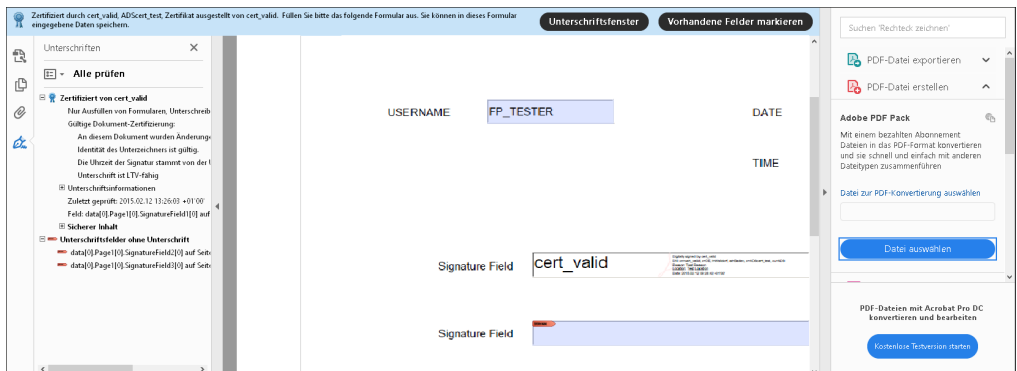 Zertifiziert durch cert_valid, ADScert_test, Zertifikat ausgestellt von cert_valid. Füllen Sie bitte das folgende Formular aus. Sie können in dieses Formular
eingegebene Daten speichern.
Unterschriftsfenster
Vorhandene Felder markieren
Unterschriften
Alle prüfen
Zertifiziert von cert_valid
Nur Ausfüllen von Formularen, Unterschreib
Gültige Dokument-Zertifizierung:
An diesem Dokument wurden Änderunge
Identität des Unterzeichners ist gültig.
Die Uhrzeit der Signatur stammt von der
Unterschrift ist LTV-fähig
Unterschriftsinformationen
Zuletzt geprüft: 2015.02.12 13:26:03 +01'00'
Feld: data[0].Page1[0].SignatureField1[0] auf
Sicherer Inhalt
Unterschriftsfelder ohne Unterschrift
data[0].Page1[0].SignatureField2[0] auf Seite
data[0].Page1[0].SignatureField3[0] auf Seite
USERNAME
FP_TESTER
DATE
TIME
Signature Field
cert_valid
Signature Field
Suchen 'Rechteck zeichnen'
PDF-Datei exportieren
PDF-Datei erstellen
Adobe PDF Pack
Mit einem bezahlten Abonnement
Dateien in das PDF-Format konvertieren
und sie schnell und einfach mit anderen
Dateitypen zusammenführen
Datei zur PDF-Konvertierung auswählen
Datei auswählen
PDF-Dateien mit Acrobat Pro DC
konvertieren und bearbeiten
Kostenlose Testversion starten